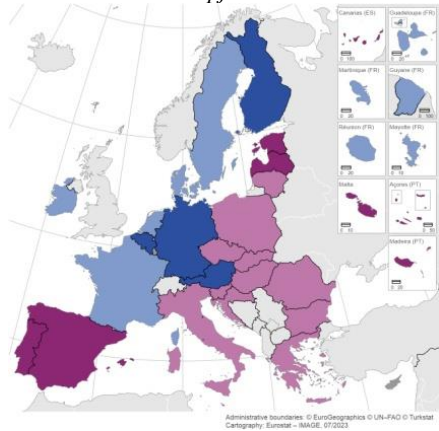 Canarias (ES)
Guadeloupe (FR)
Martinique (FR)
Guyane (FR)
Réunion (FR)
Mayotte (FR)
Malta
Açores (PT)
Madeira (PT)
Administrative boundaries: © EuroGeographics © UN–FAO © Turkstat
Cartography: Eurostat – IMAGE, 07/2023